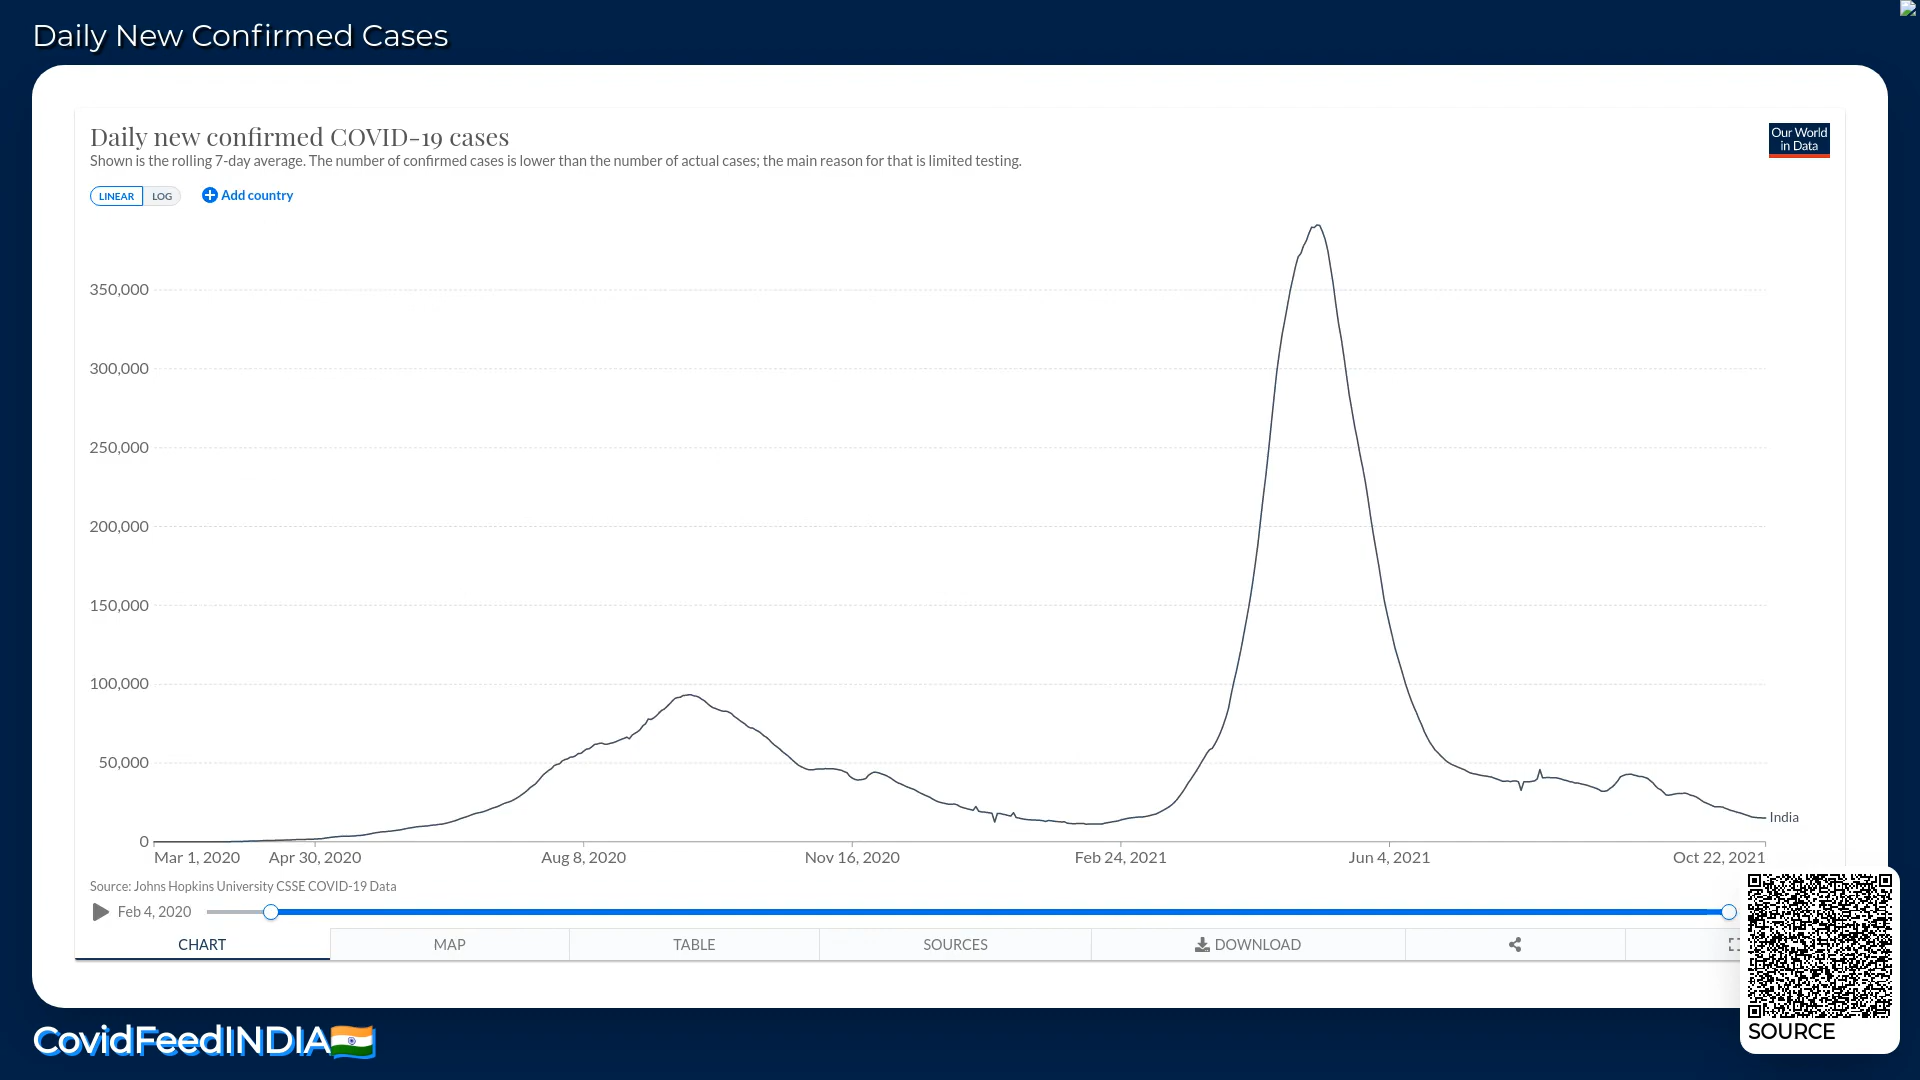 Daily New Confirmed Cases
Daily new confirmed COVID-19 cases
Shown is the rolling 7-day average. The number of confirmed cases is lower than the number of actual cases; the main reason for that is limited testing.
Our World
in Data
LINEAR LOG Add country
350,000
300,000
250,000
200,000
150,000
100,000
50,000
0
India
Mar 1, 2020 Apr 30, 2020 Aug 8, 2020 Nov 16, 2020 Feb 24, 2021 Jun 4, 2021 Oct 22, 2021
Source: Johns Hopkins University CSSE COVID-19 Data
Feb 4, 2020
CHART MAP TABLE SOURCES DOWNLOAD
SOURCE
CovidFeedINDIA